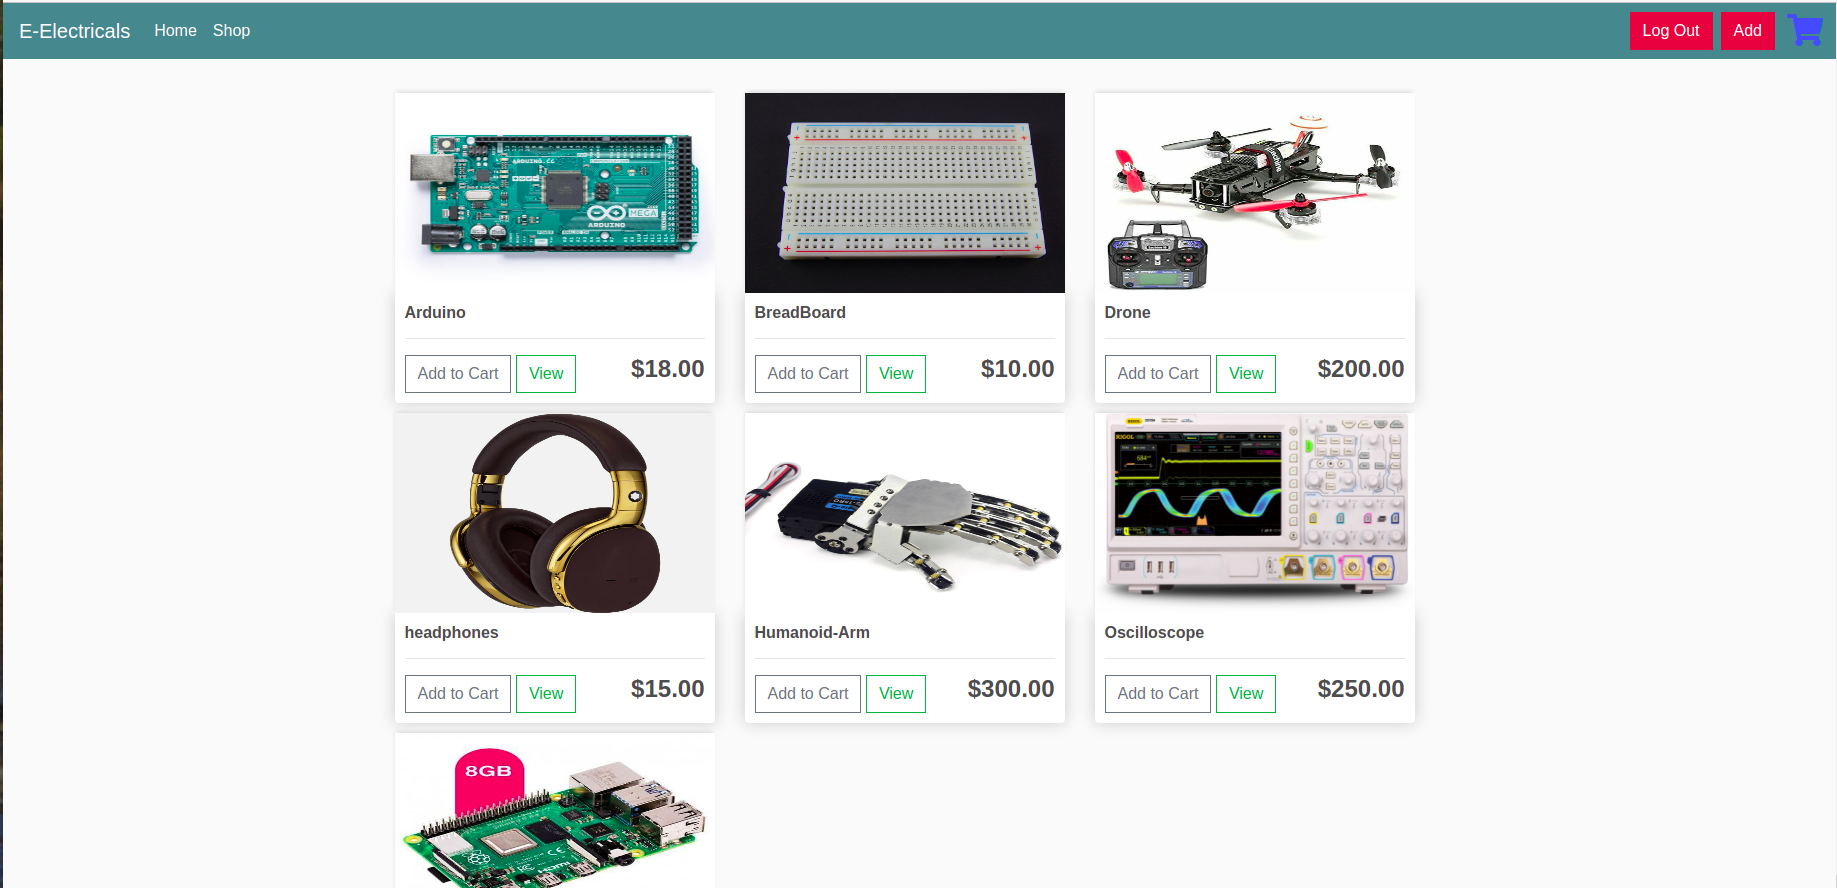 E-Electricals Home Shop Log Out Add
ARDUINO.CC
MEGA
ARDUINO
Arduino
Add to Cart View $18.00
BreadBoard
Add to Cart View $10.00
Drone
Add to Cart View $200.00
headphones
Add to Cart View $15.00
Humanoid-Arm
Add to Cart View $300.00
RIGOL
Oscilloscope
Add to Cart View $250.00
8GB
HDMI